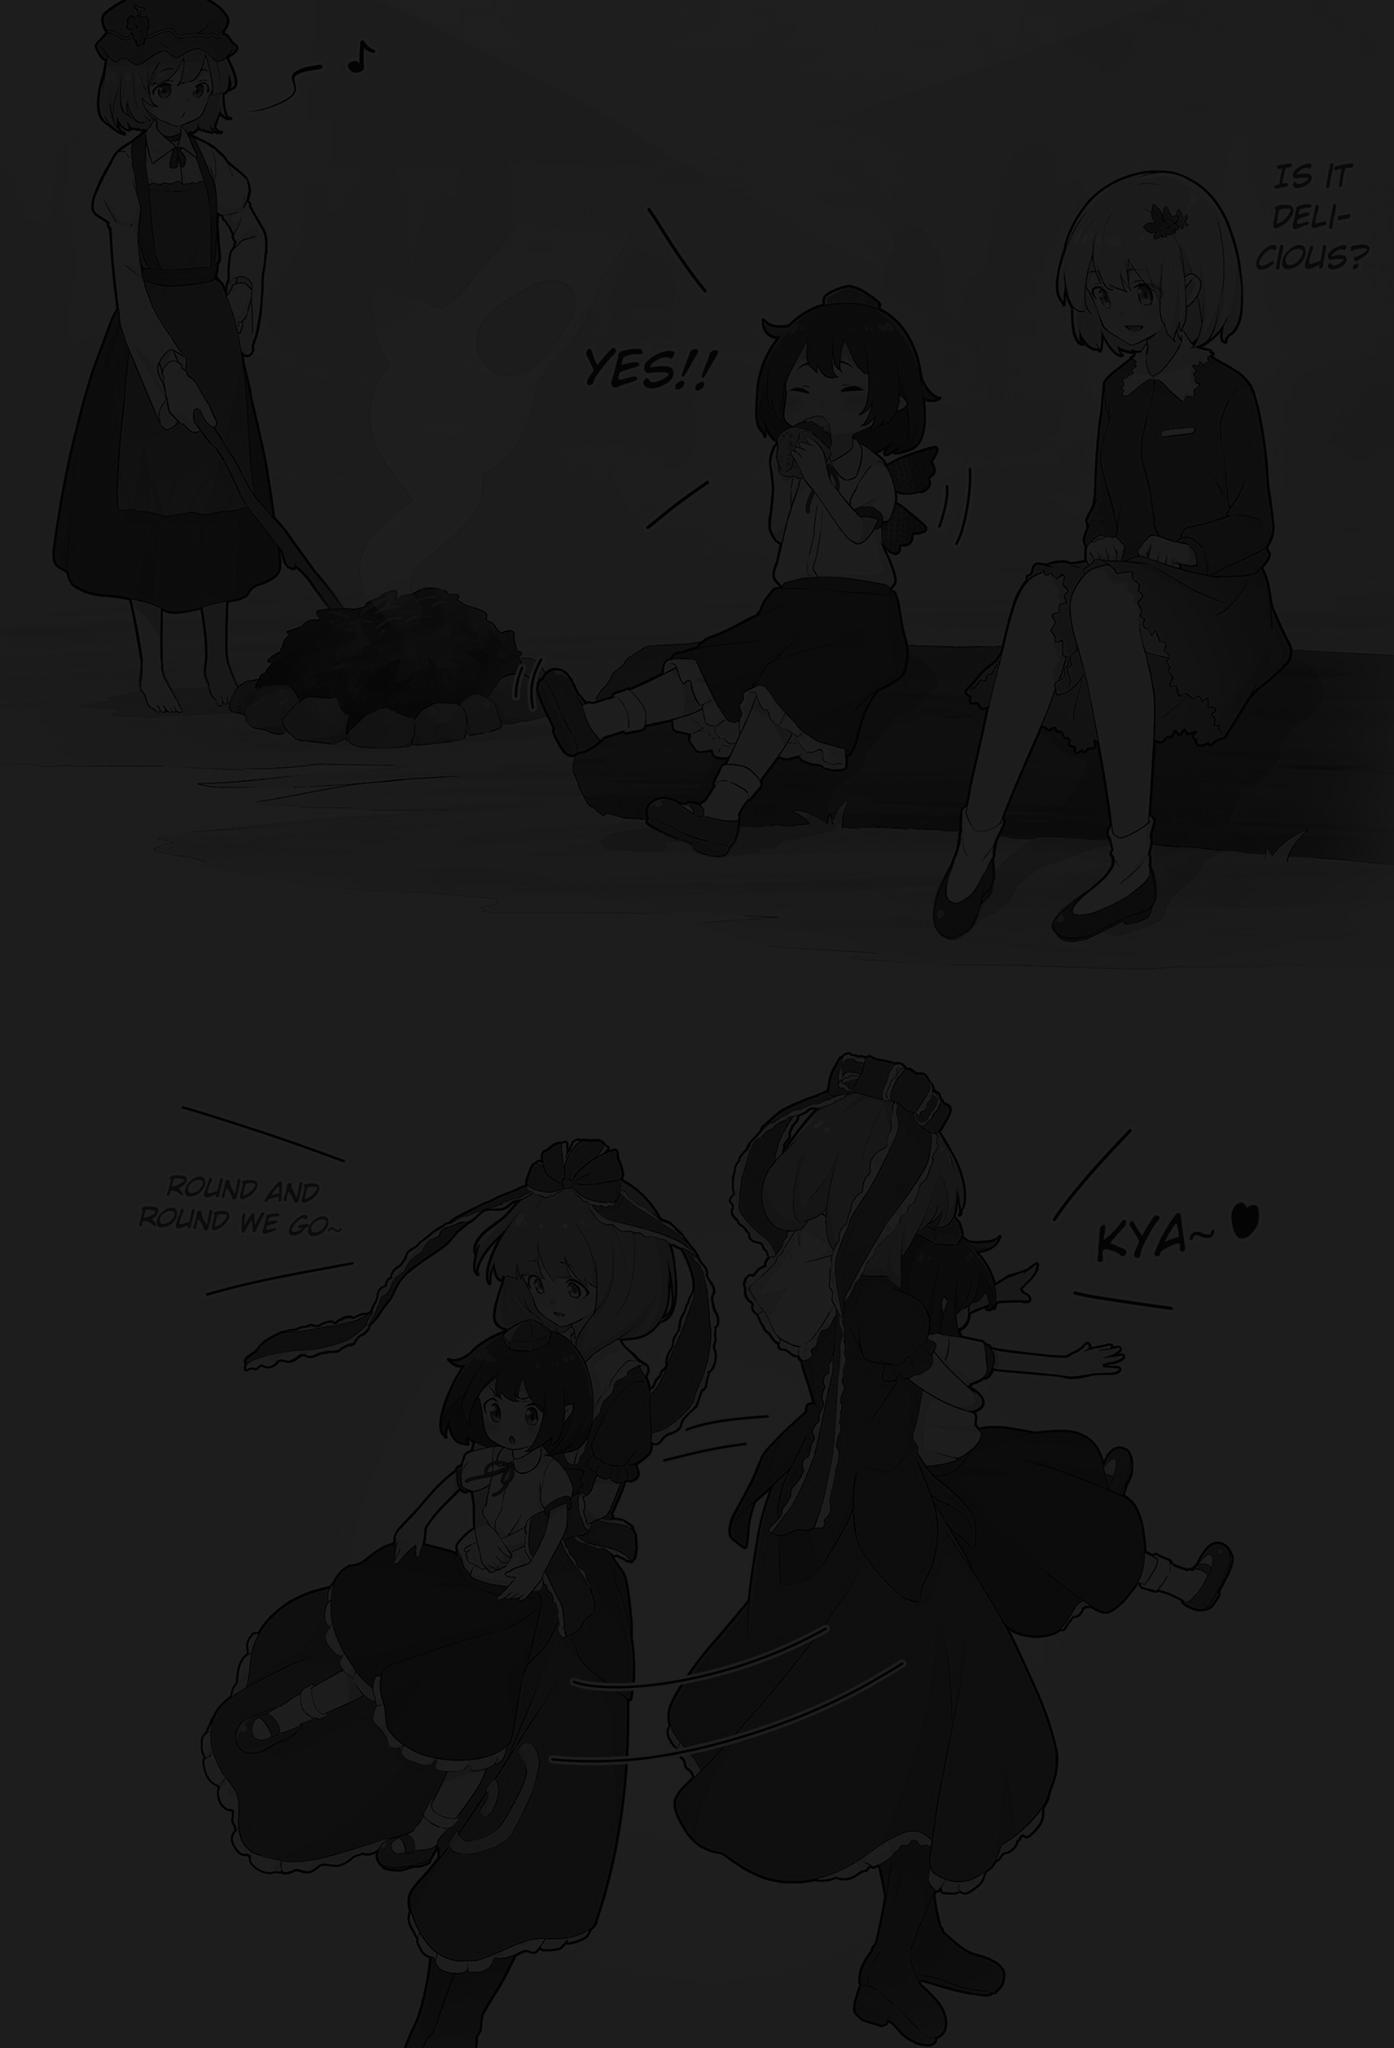 IS IT
DELI-
CIOUS?
YES!!
ROUND AND
ROUND WE GO~
KYA~ ♥